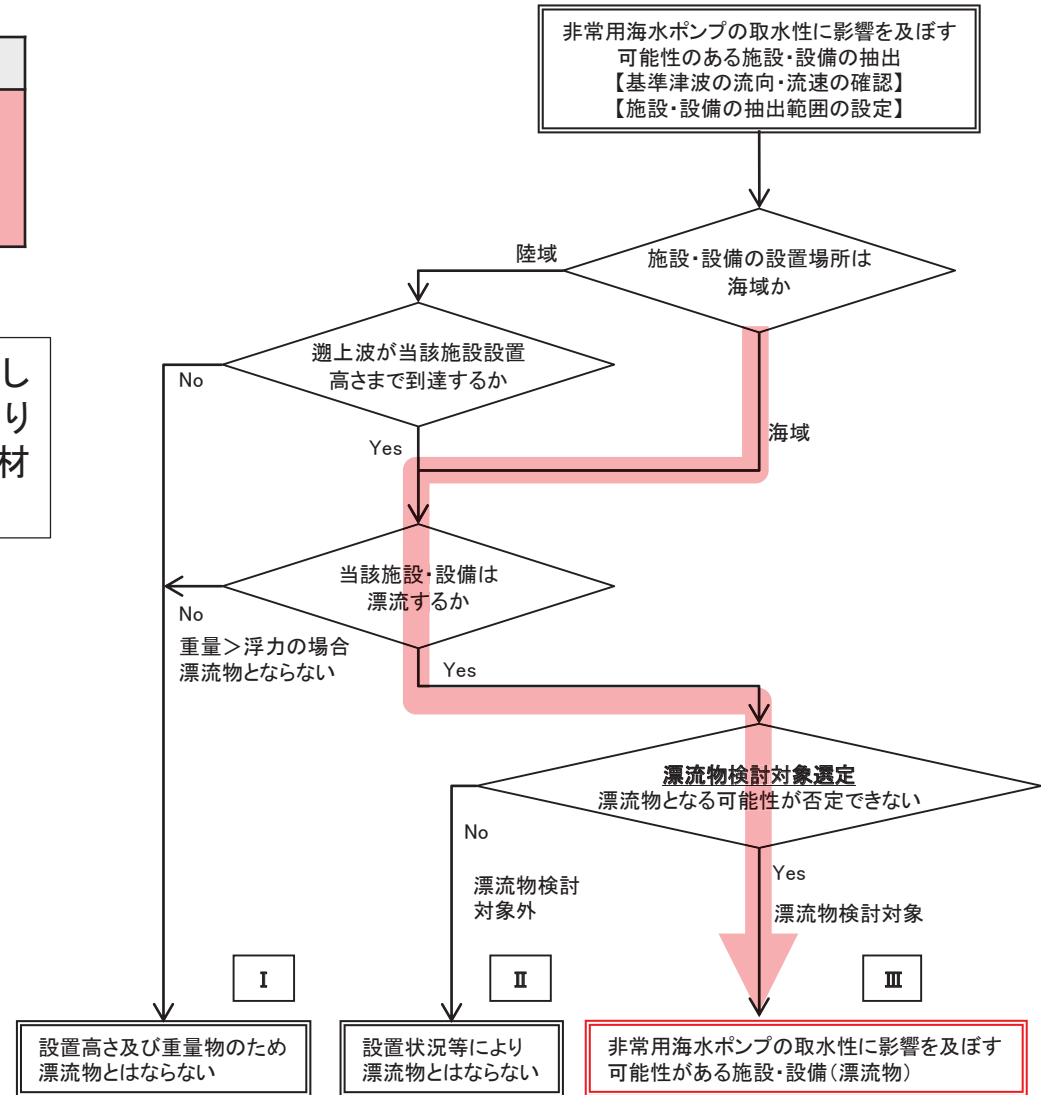 非常用海水ポンプの取水性に影響を及ぼす
可能性のある施設・設備の抽出
【基準津波の流向・流速の確認】
【施設・設備の抽出範囲の設定】
陸域
施設・設備の設置場所は
海域か
し
り
材
遡上波が当該施設設置
高さまで到達するか
No
Yes
海域
当該施設・設備は
漂流するか
No
重量＞浮力の場合
漂流物とならない
Yes
漂流物検討対象選定
漂流物となる可能性が否定できない
No
漂流物検討
対象外
Yes
漂流物検討対象
Ⅰ
Ⅱ
Ⅲ
設置高さ及び重量物のため
漂流物とはならない
設置状況等により
漂流物とはならない
非常用海水ポンプの取水性に影響を及ぼす
可能性がある施設・設備（漂流物）